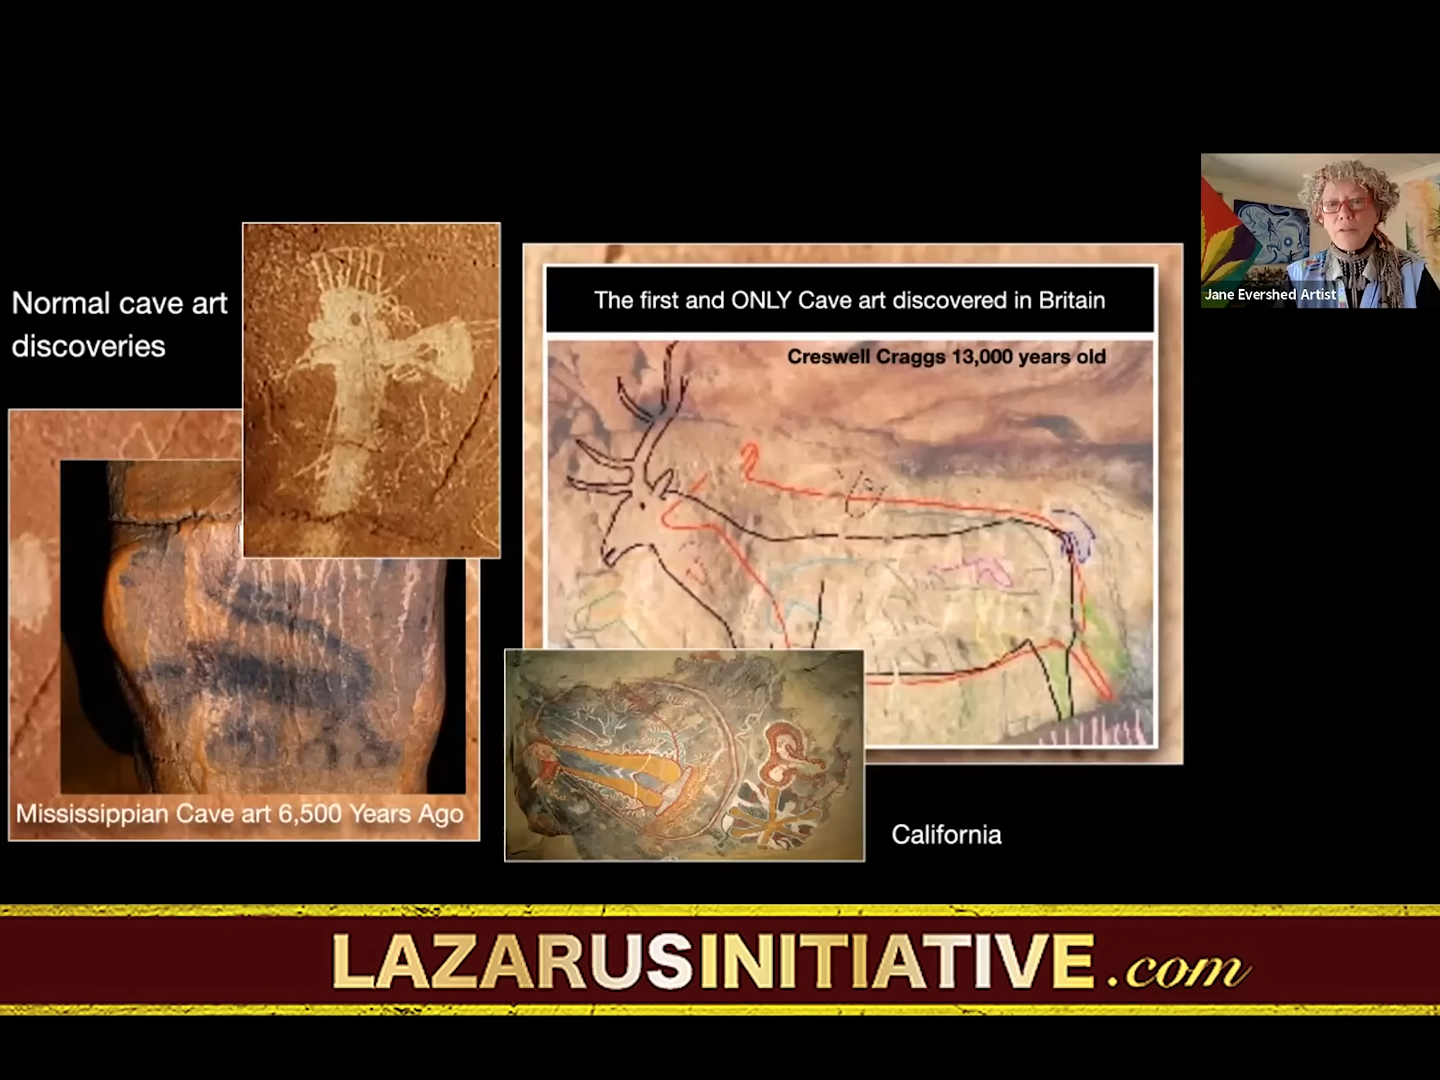 Normal cave art
discoveries
The first and ONLY Cave art discovered in Britain
Creswell Craggs 13,000 years old
Jane Evershed Artist
Mississippian Cave art 6,500 Years Ago
California
LAZARUSINITIATIVE.com